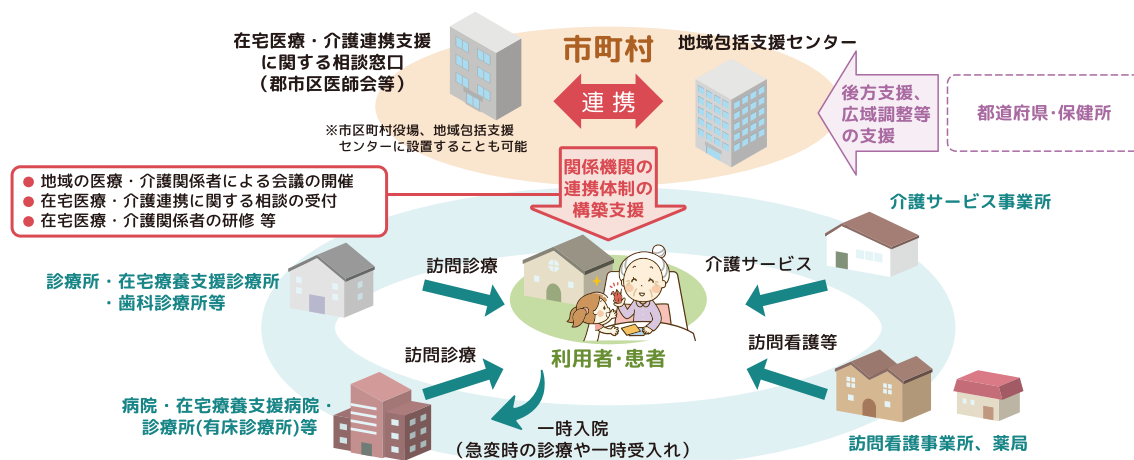 在宅医療・介護連携支援
に関する相談窓口
（郡市区医師会等）
市町村
地域包括支援センター
連携
※市区町村役場、地域包括支援
センターに設置することも可能
後方支援、
広域調整等
の支援
都道府県・保健所
関係機関の
連携体制の
構築支援
● 地域の医療・介護関係者による会議の開催
● 在宅医療・介護連携に関する相談の受付
● 在宅医療・介護関係者の研修 等
介護サービス事業所
診療所・在宅療養支援診療所
・歯科診療所等
訪問診療
介護サービス
利用者・患者
訪問診療
訪問看護等
病院・在宅療養支援病院・
診療所(有床診療所)等
一時入院
（急変時の診療や一時受入れ）
訪問看護事業所、薬局